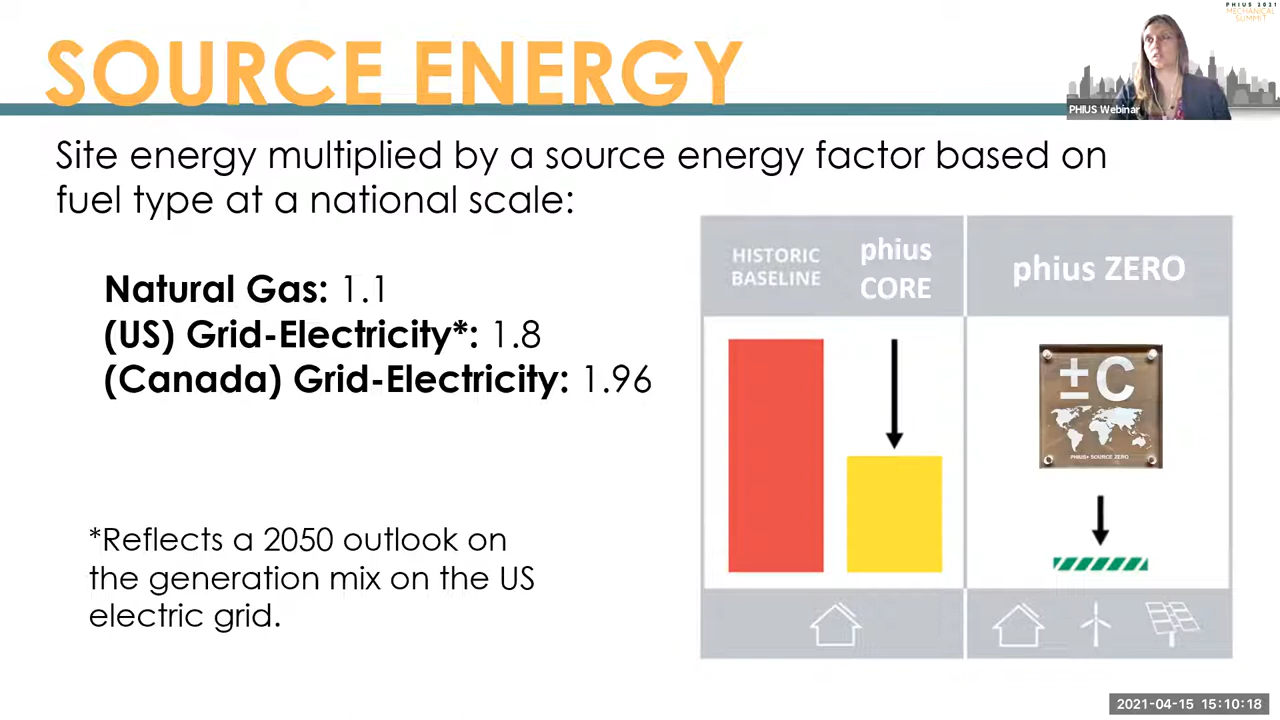 SOURCE ENERGY
PHIUS 2021
MECHANICAL
SUMMIT
PHIUS Webinar
Site energy multiplied by a source energy factor based on
fuel type at a national scale:
Natural Gas: 1.1
(US) Grid-Electricity*: 1.8
(Canada) Grid-Electricity: 1.96
*Reflects a 2050 outlook on
the generation mix on the US
electric grid.
HISTORIC
BASELINE
phius
CORE
phius ZERO
±C
PHIUS+ SOURCE ZERO
2021-04-15 15:10:18